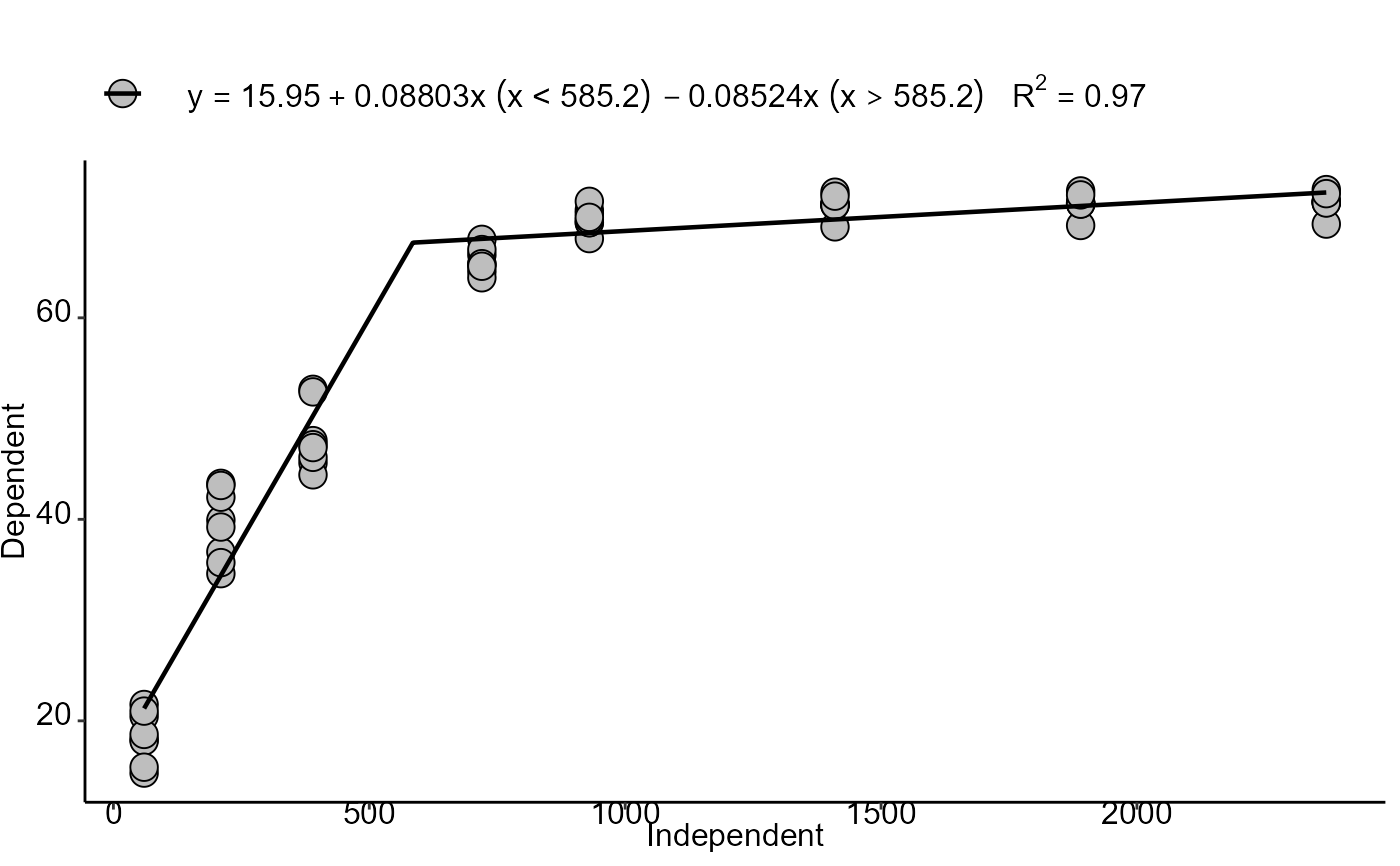 y = 15.95 + 0.08803x (x < 585.2) − 0.08524x (x > 585.2) R² = 0.97
60
40
20
Dependent
0 500 1000 1500 2000
Independent